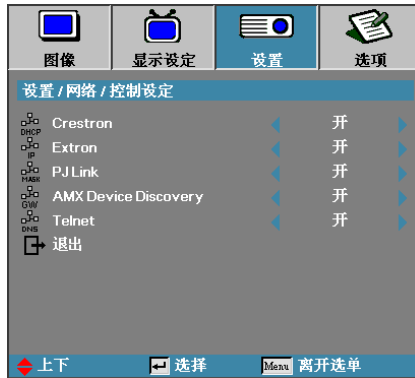 图像 显示设定 设置 选项
设置 / 网络 / 控制设定
DHCP Crestron 开
IP Extron 开
MASK PJ Link 开
GW AMX Device Discovery 开
DNS Telnet 开
退出
上下 选择 Menu 离开选单